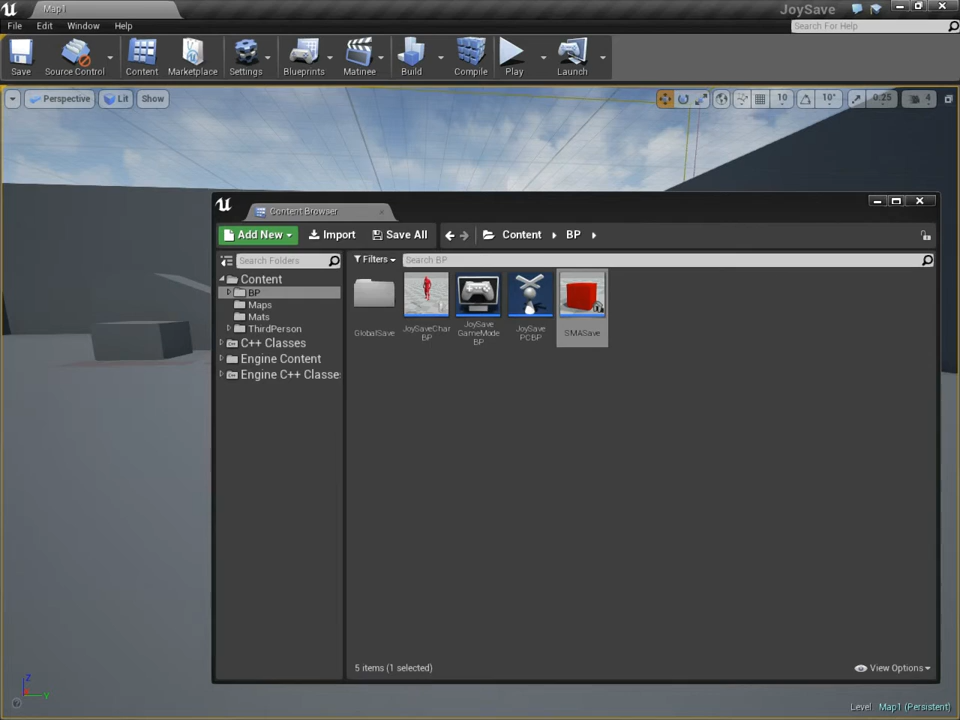 Map1
JoySave
File Edit Window Help
Search For Help
Save Source Control Content Marketplace Settings Blueprints Matinee Build Compile Play Launch
Perspective Lit Show
10 10° 0.25 4
Content Browser
Add New Import Save All Content BP
Search Folders
Filters Search BP
Content
BP
Maps
Mats
ThirdPerson
C++ Classes
Engine Content
Engine C++ Classe
GlobalSave
JoySaveChar
BP
JoySave
GameMode
BP
JoySave
PCBP
SMASave
5 items (1 selected)
View Options
Z
Y
Level Map1 (Persistent)